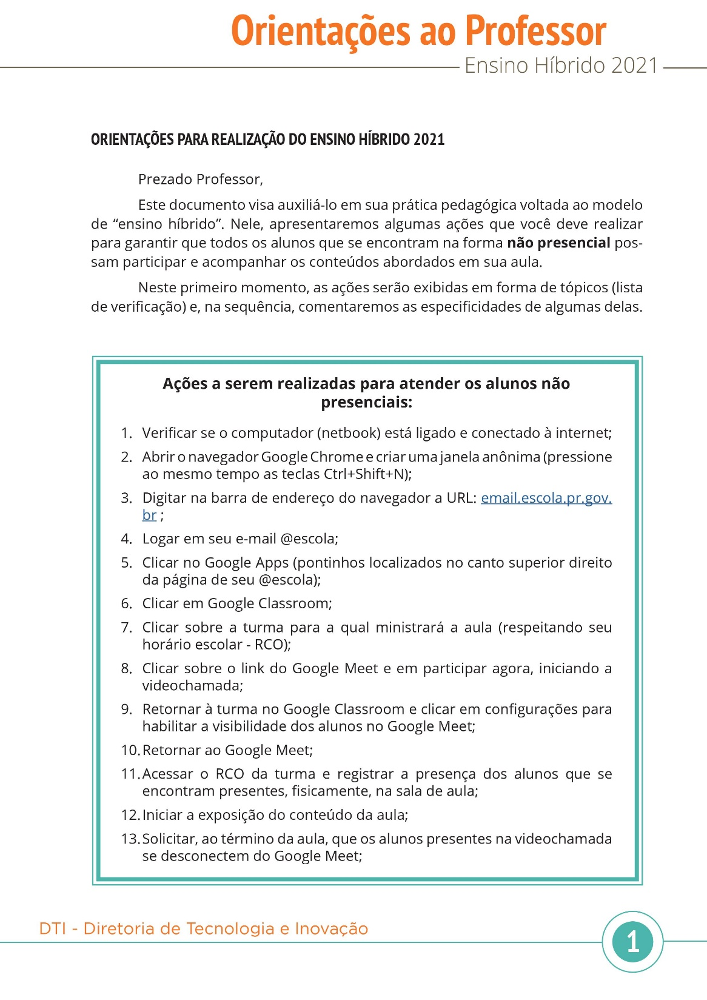 Orientações ao Professor
Ensino Híbrido 2021
ORIENTAÇÕES PARA REALIZAÇÃO DO ENSINO HÍBRIDO 2021
Prezado Professor,
Este documento visa auxiliá-lo em sua prática pedagógica voltada ao modelo
de “ensino híbrido”. Nele, apresentaremos algumas ações que você deve realizar
para garantir que todos os alunos que se encontram na forma não presencial pos-
sam participar e acompanhar os conteúdos abordados em sua aula.
Neste primeiro momento, as ações serão exibidas em forma de tópicos (lista
de verificação) e, na sequência, comentaremos as especificidades de algumas delas.
Ações a serem realizadas para atender os alunos não
presenciais:
1. Verificar se o computador (netbook) está ligado e conectado à internet;
2. Abrir o navegador Google Chrome e criar uma janela anônima (pressione
ao mesmo tempo as teclas Ctrl+Shift+N);
3. Digitar na barra de endereço do navegador a URL: email.escola.pr.gov.
br ;
4. Logar em seu e-mail @escola;
5. Clicar no Google Apps (pontinhos localizados no canto superior direito
da página de seu @escola);
6. Clicar em Google Classroom;
7. Clicar sobre a turma para a qual ministrará a aula (respeitando seu
horário escolar - RCO);
8. Clicar sobre o link do Google Meet e em participar agora, iniciando a
videochamada;
9. Retornar à turma no Google Classroom e clicar em configurações para
habilitar a visibilidade dos alunos no Google Meet;
10. Retornar ao Google Meet;
11. Acessar o RCO da turma e registrar a presença dos alunos que se
encontram presentes, fisicamente, na sala de aula;
12. Iniciar a exposição do conteúdo da aula;
13. Solicitar, ao término da aula, que os alunos presentes na videochamada
se desconectem do Google Meet;
DTI - Diretoria de Tecnologia e Inovação
1